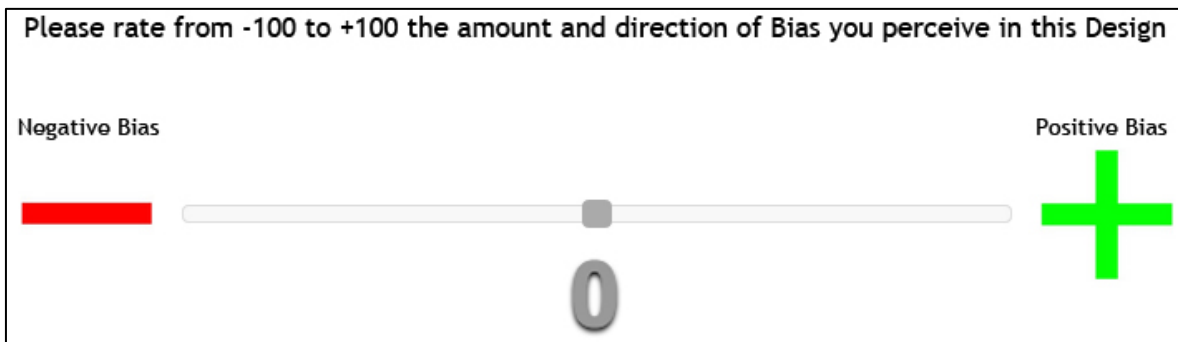 Please rate from -100 to +100 the amount and direction of Bias you perceive in this Design
Negative Bias
Positive Bias
0